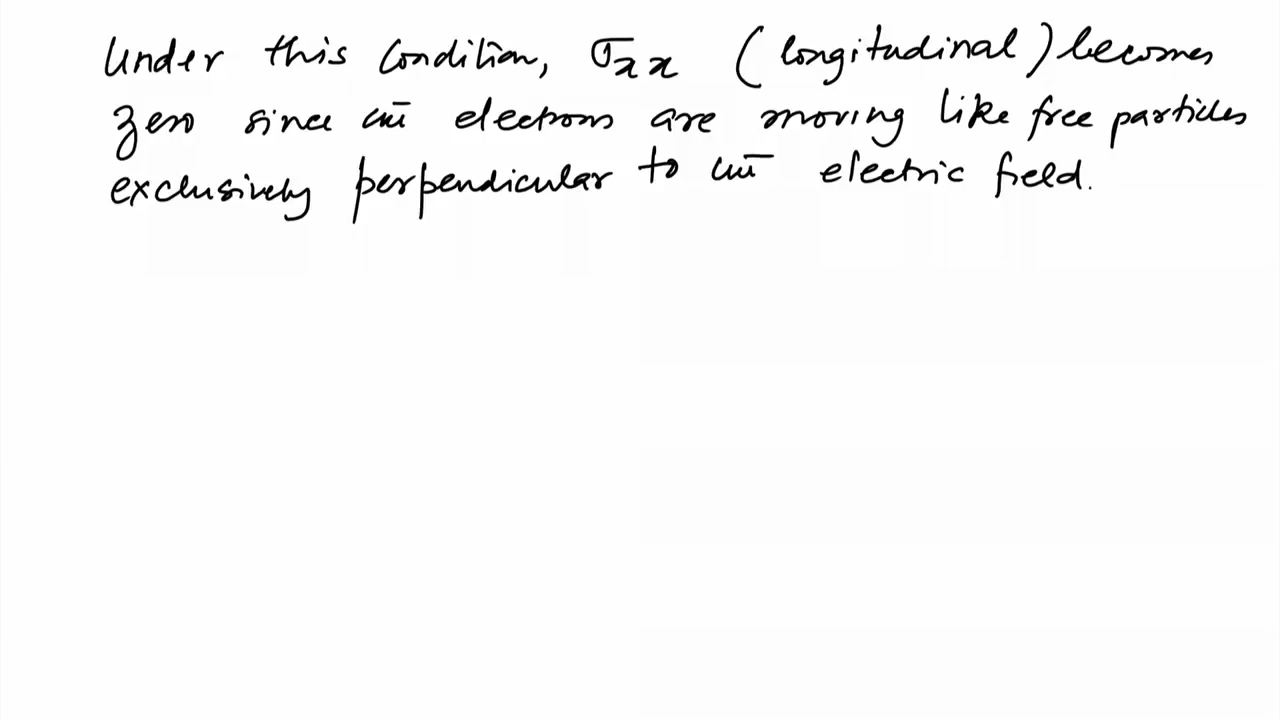 Under this condition, σxx (longitudinal) becomes
zero since the electrons are moving like free particles
exclusively perpendicular to the electric field.